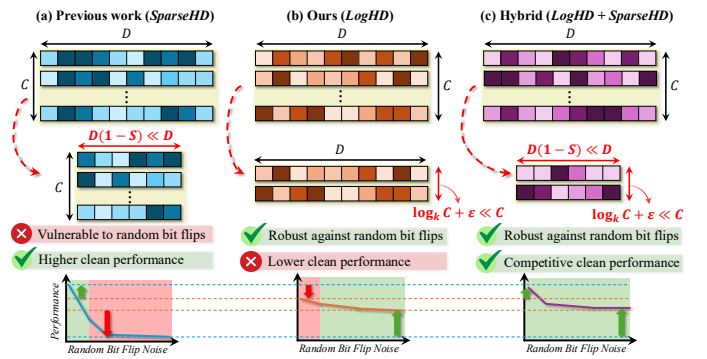 (a) Previous work (SparseHD)
D
C
⋮
D(1 − S) ≪ D
C
⋮
Vulnerable to random bit flips
Higher clean performance
Performance
Random Bit Flip Noise
(b) Ours (LogHD)
D
⋮
D
logₖ C + ε ≪ C
Robust against random bit flips
Lower clean performance
Random Bit Flip Noise
(c) Hybrid (LogHD + SparseHD)
D
C
⋮
D(1 − S) ≪ D
logₖ C + ε ≪ C
Robust against random bit flips
Competitive clean performance
Random Bit Flip Noise